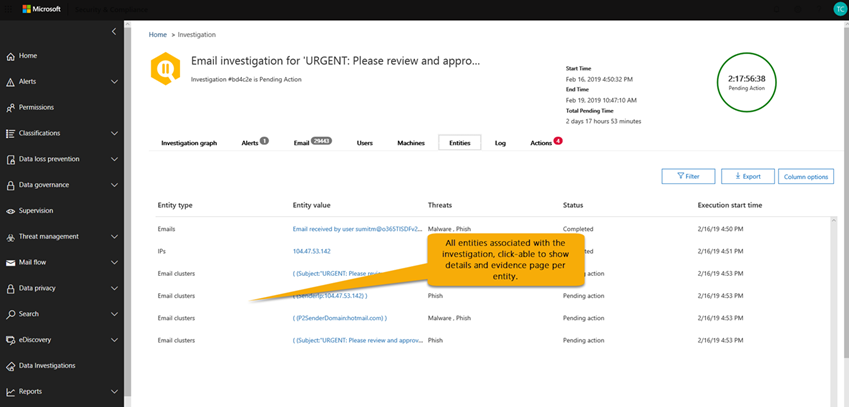 Microsoft
TC
Home > Investigation
Home
Alerts
Permissions
Classifications
Data loss prevention
Data governance
Supervision
Threat management
Mail flow
Data privacy
Search
eDiscovery
Data Investigations
Reports
Email investigation for 'URGENT: Please review and appro...
Investigation #bd4c2e is Pending Action
Start Time
Feb 16, 2019 4:50:32 PM
End Time
Feb 19, 2019 10:47:10 AM
Total Pending Time
2 days 17 hours 53 minutes
2:17:56:38
Pending Action
Investigation graph Alerts 1 Email 29443 Users Machines Entities Log Actions 4
Filter Export Column options
Entity type Entity value Threats Status Execution start time
Emails Email received by user sumitm@o365TISDFv2... Malware , Phish Completed 2/16/19 4:50 PM
IPs 104.47.53.142 2/16/19 4:51 PM
Email clusters ( (Subject:"URGENT: Please action 2/16/19 4:53 PM
Email clusters ( (SenderIp:104.47.53.142) ) Phish Pending action 2/16/19 4:53 PM
Email clusters ( (P2SenderDomain:hotmail.com) ) Malware , Phish Pending action 2/16/19 4:53 PM
Email clusters ( (Subject:"URGENT: Please review and approv... Phish Pending action 2/16/19 4:53 PM
All entities associated with the
investigation, click-able to show
details and evidence page per
entity.